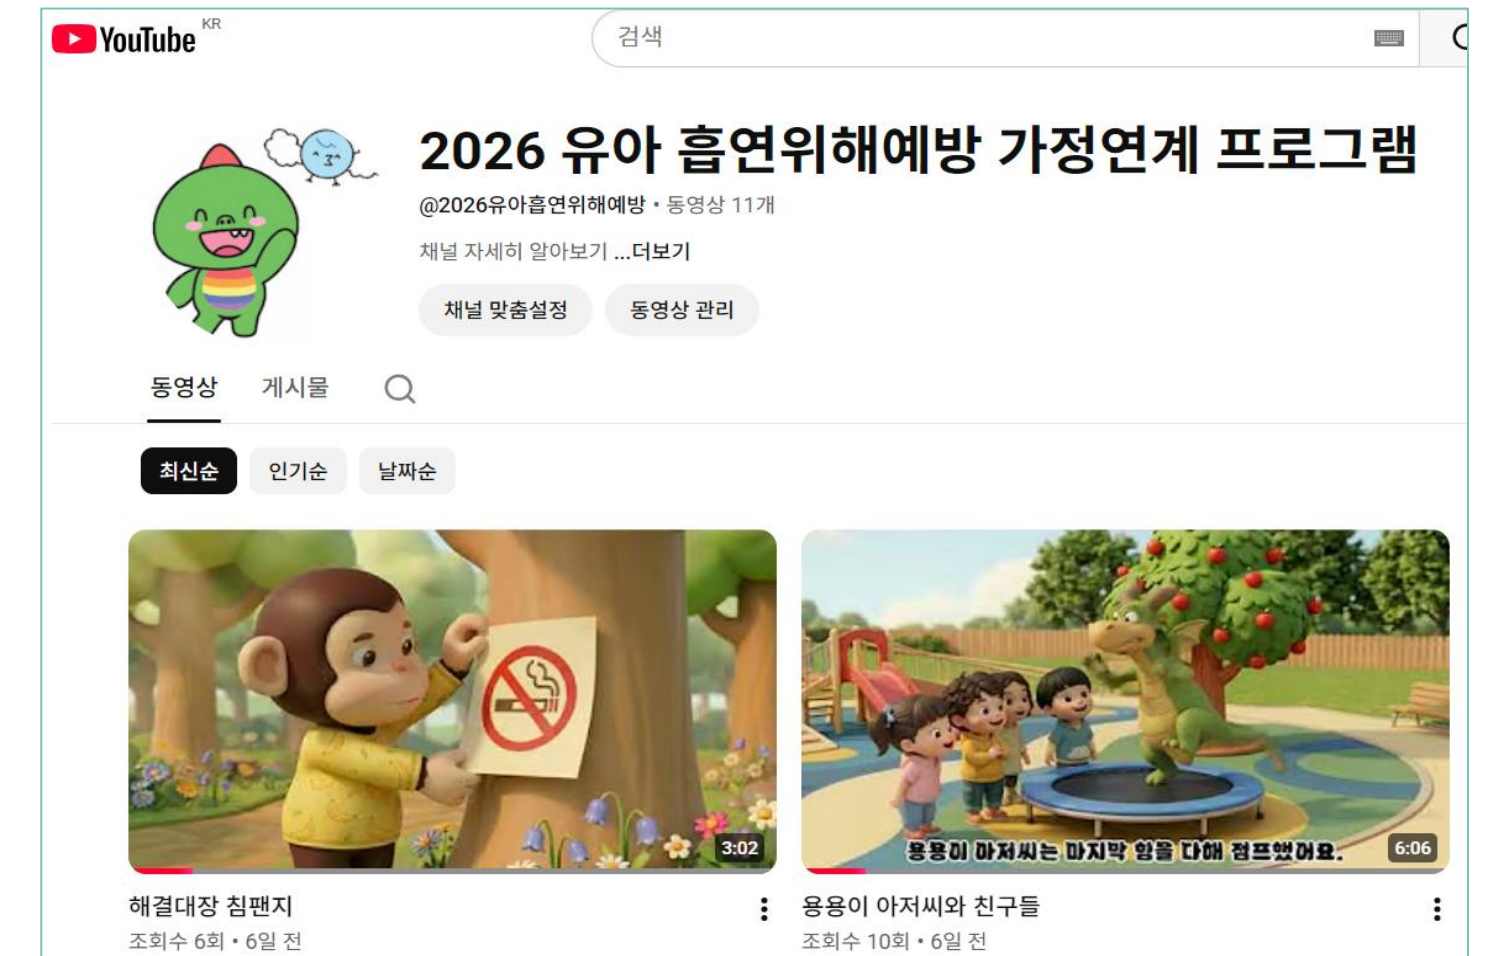 YouTube KR
검색
2026 유아 흡연위해예방 가정연계 프로그램
@2026유아흡연위해예방 • 동영상 11개
채널 자세히 알아보기 ...더보기
채널 맞춤설정 동영상 관리
동영상 게시물
최신순 인기순 날짜순
용용이 아저씨는 마지막 힘을 다해 점프했어요.
3:02 6:06
해결대장 침팬지 용용이 아저씨와 친구들
조회수 6회 • 6일 전 조회수 10회 • 6일 전